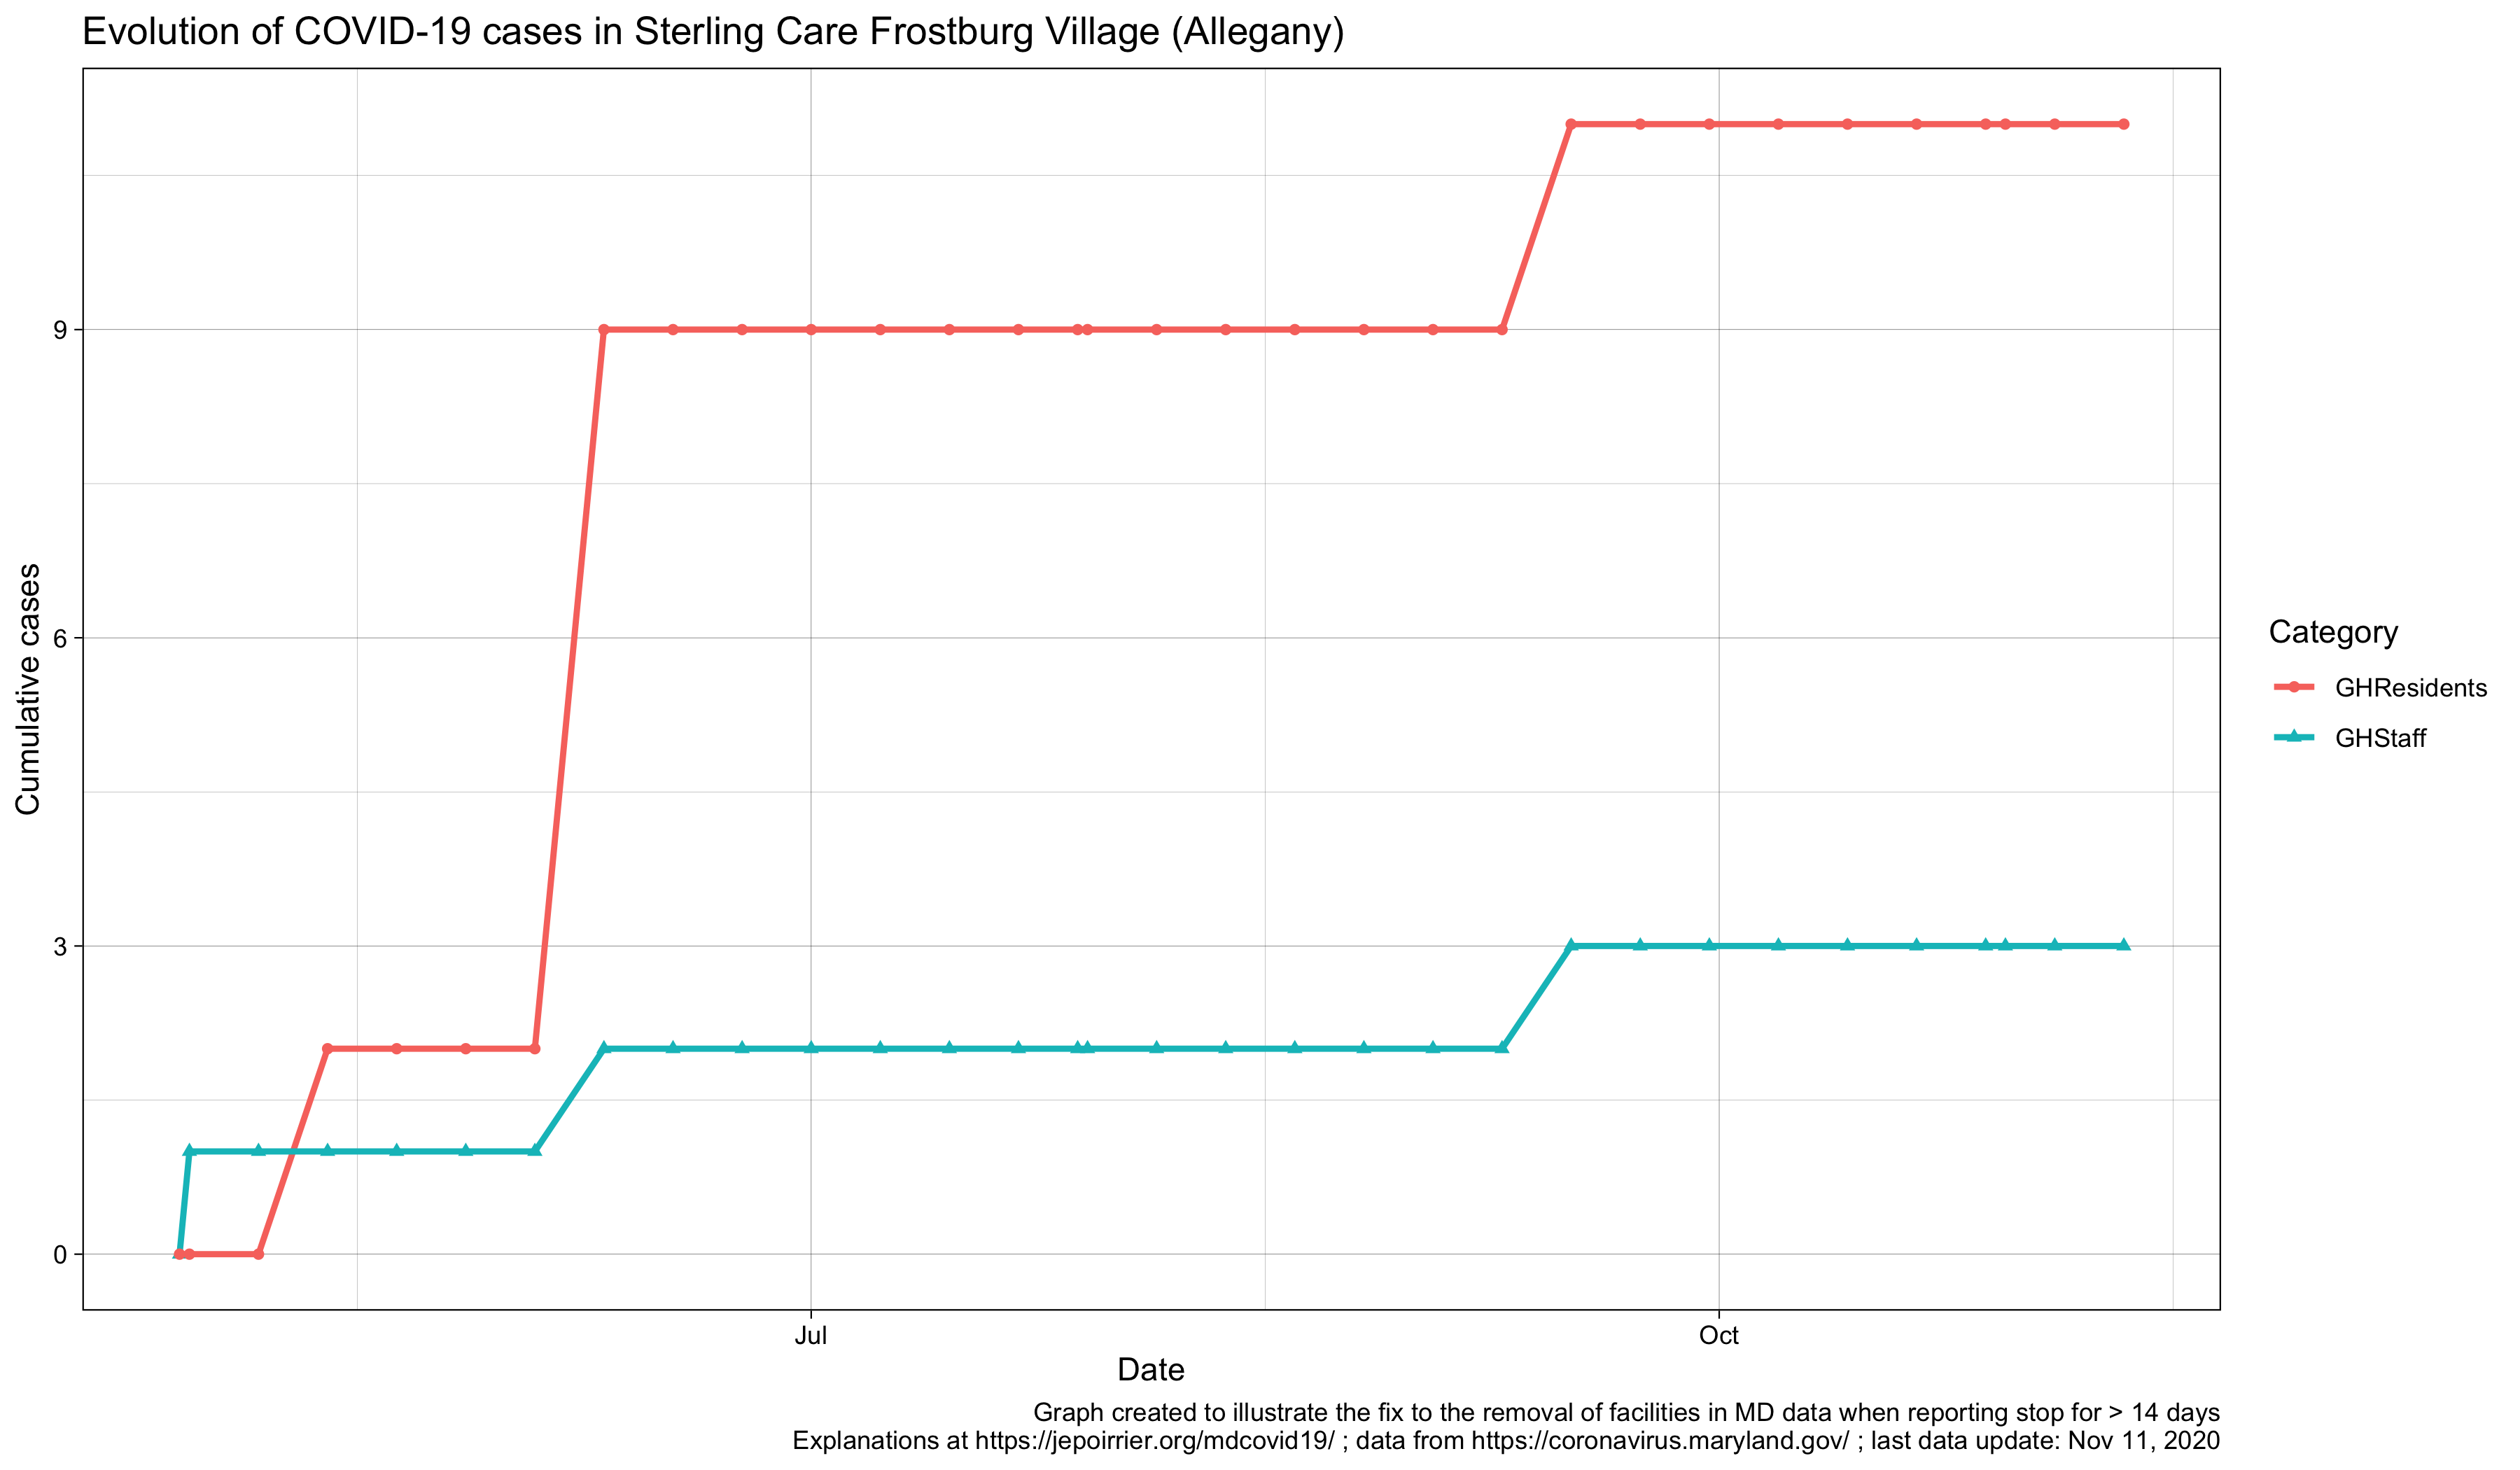 Evolution of COVID-19 cases in Sterling Care Frostburg Village (Allegany)
Cumulative cases
9
6
3
0
Jul
Oct
Date
Category
GHResidents
GHStaff
Graph created to illustrate the fix to the removal of facilities in MD data when reporting stop for > 14 days
Explanations at https://jepoirrier.org/mdcovid19/ ; data from https://coronavirus.maryland.gov/ ; last data update: Nov 11, 2020